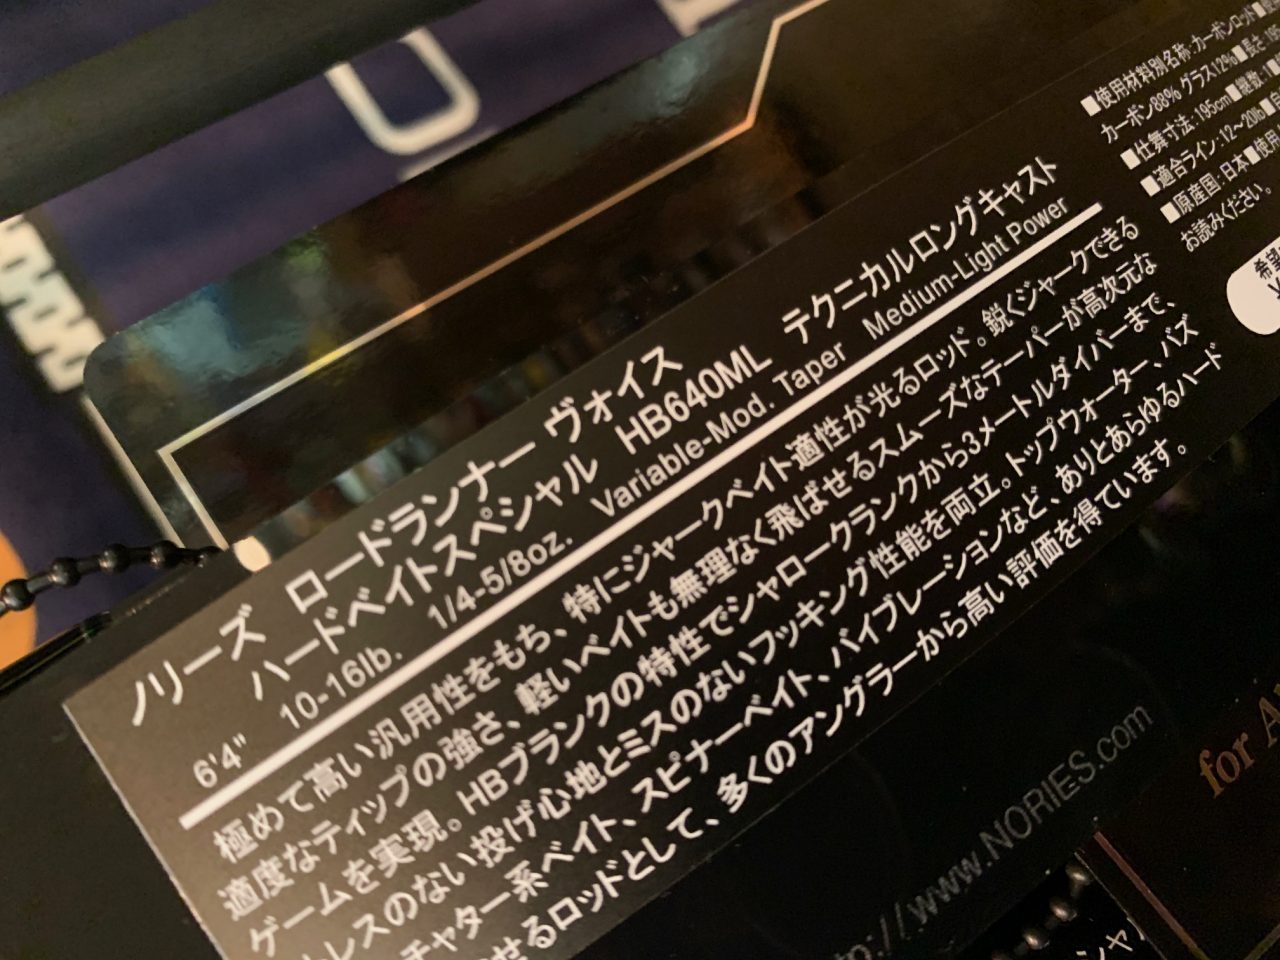 ノリーズ ロードランナー ヴォイス
ハードベイトスペシャル HB640ML テクニカルロングキャスト
6'4" 10-16lb. 1/4-5/8oz. Variable-Mod. Taper Medium-Light Power
極めて高い汎用性をもち、特にジャークベイト適性が光るロッド。鋭くジャークできる
適度なティップの強さ、軽いベイトも無理なく飛ばせるスムーズなテーパーが高次元な
ゲームを実現。HBブランクの特性でシャロークランクから3メートルダイバーまで、
トレスのない投げ心地とミスのないフッキング性能を両立。トップウォーター、バズ
チャター系ベイト、スピナーベイト、バイブレーションなど、ありとあらゆるハード
せるロッドとして、多くのアングラーから高い評価を得ています。
■使用材料別名称:カーボンロッド■
カーボン88% グラス12%■長さ:195
■仕舞寸法:195cm■継数:1
■適合ライン:12〜20lb■
■原産国:日本■使用
お読みください。
希望
http://www.NORIES.com
for A
シャ